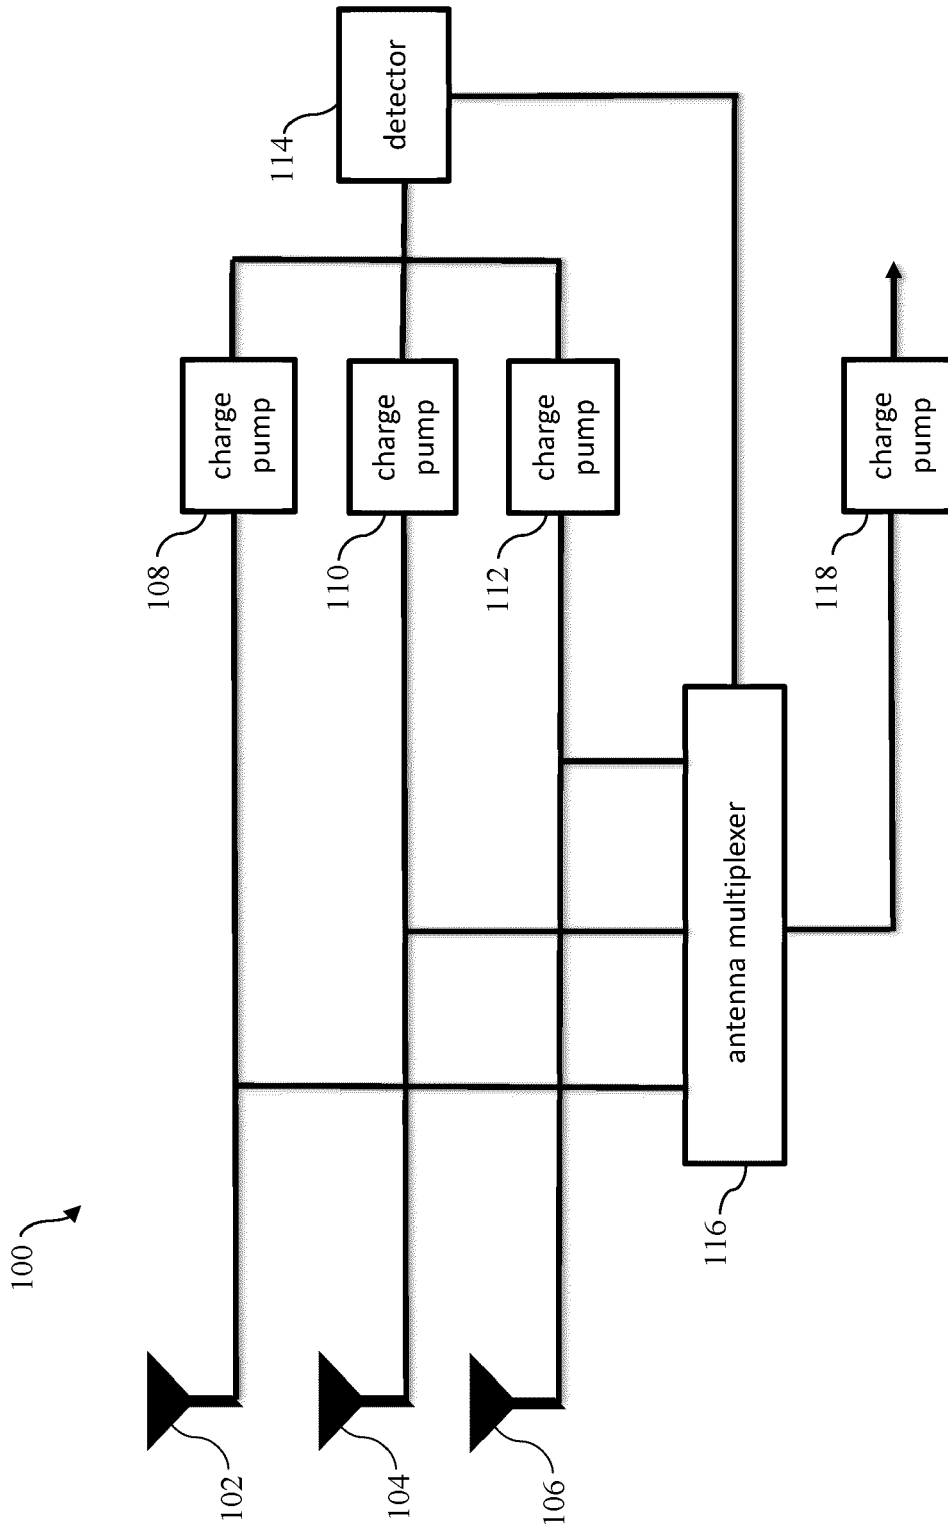 100
102
104
106
108
charge
pump
110
charge
pump
112
charge
pump
114
detector
116
antenna multiplexer
118
charge
pump